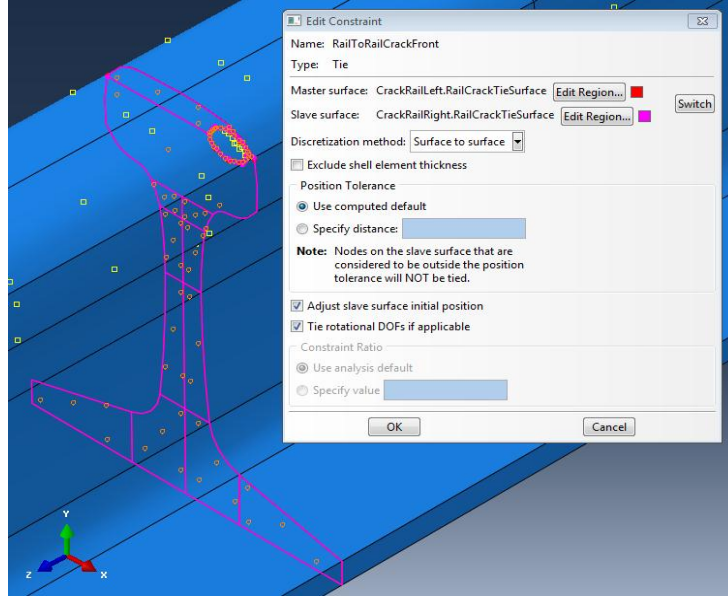 Edit Constraint
Name: RailToRailCrackFront
Type: Tie
Master surface: CrackRailLeft.RailCrackTieSurface Edit Region...
Switch
Slave surface: CrackRailRight.RailCrackTieSurface Edit Region...
Discretization method: Surface to surface
Exclude shell element thickness
Position Tolerance
Use computed default
Specify distance:
Note: Nodes on the slave surface that are
considered to be outside the position
tolerance will NOT be tied.
Adjust slave surface initial position
Tie rotational DOFs if applicable
Constraint Ratio
Use analysis default
Specify value
OK Cancel
Y
Z X